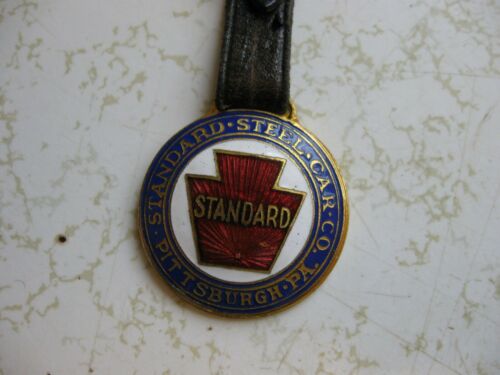 STANDARD · STEEL · CAR · CO.
PITTSBURGH · PA.
STANDARD